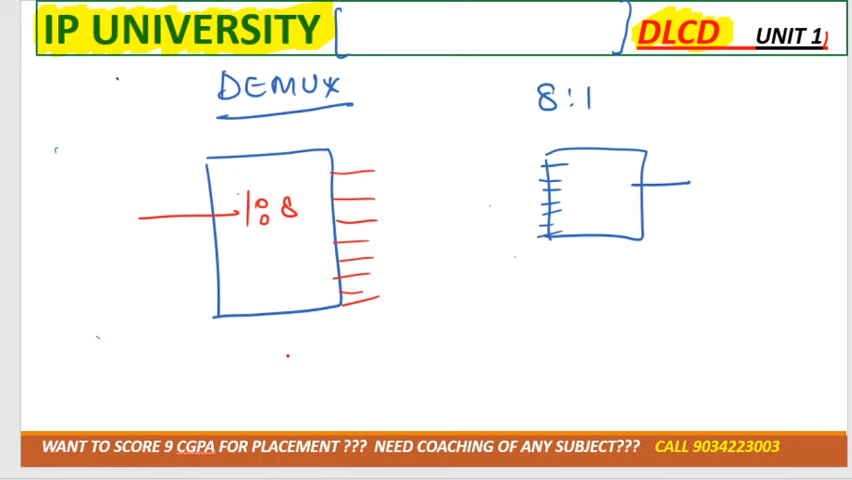 IP UNIVERSITY [ ] DLCD UNIT 1)
DEMUX 8:1
1:8
WANT TO SCORE 9 CGPA FOR PLACEMENT ??? NEED COACHING OF ANY SUBJECT??? CALL 9034223003